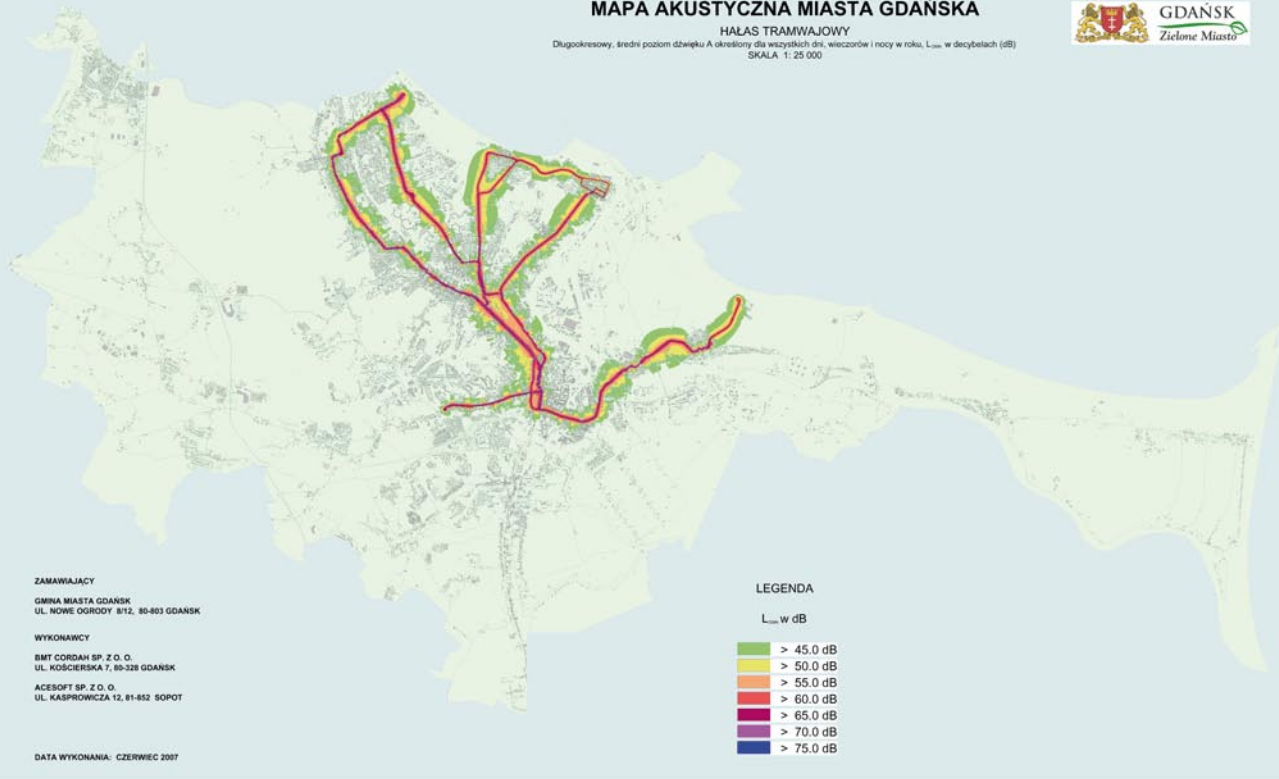 MAPA AKUSTYCZNA MIASTA GDAŃSKA
HAŁAS TRAMWAJOWY
Długookresowy, średni poziom dźwięku A określony dla wszystkich dni, wieczorów i nocy w roku, L w decybelach (dB)
SKALA 1: 25 000
GDAŃSK
Zielone Miasto
ZAMAWIAJĄCY
GMINA MIASTA GDAŃSK
UL. NOWE OGRODY 8/12, 80-803 GDAŃSK
WYKONAWCY
BMT CORDAH SP. Z O. O.
UL. KOŚCIERSKA 7, 80-328 GDAŃSK
ACESOFT SP. Z O. O.
UL. KASPROWICZA 12, 81-852 SOPOT
DATA WYKONANIA: CZERWIEC 2007
LEGENDA
L w dB
> 45.0 dB
> 50.0 dB
> 55.0 dB
> 60.0 dB
> 65.0 dB
> 70.0 dB
> 75.0 dB